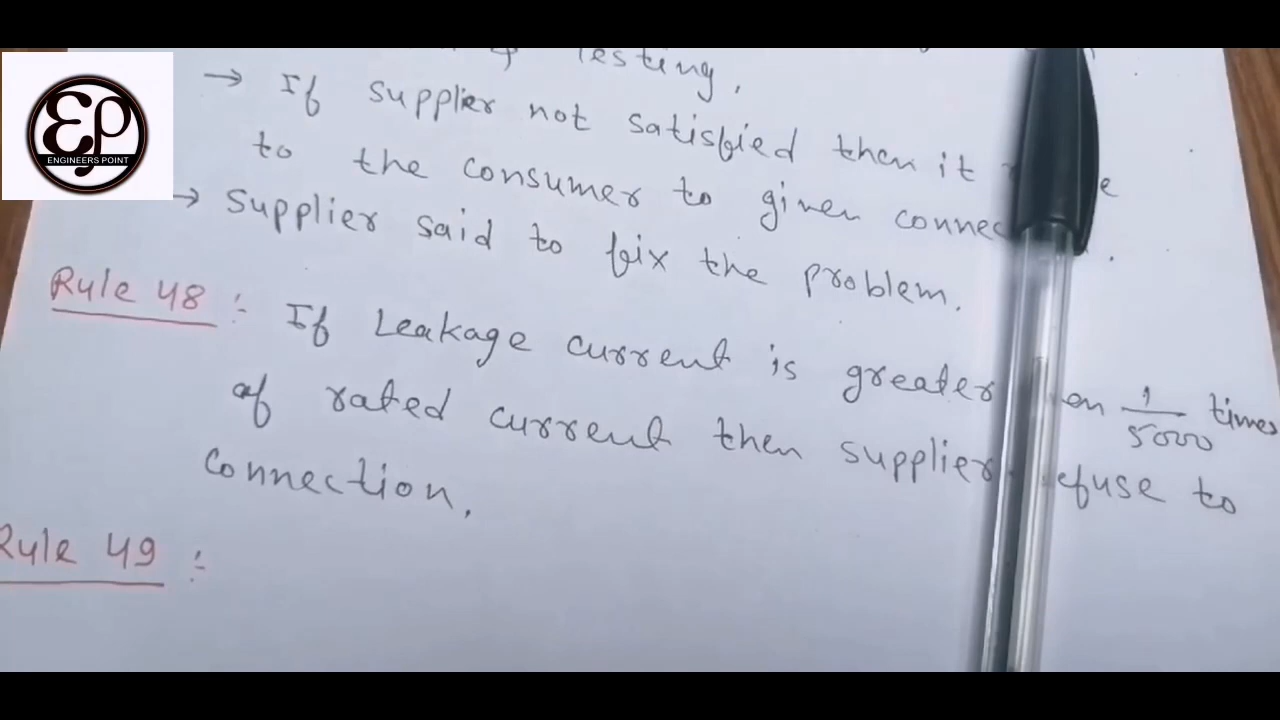 Testing.
→ If supplier not satisfied then it
to the consumer to given connec
→ Supplier said to fix the problem.
Rule 48 :- If Leakage current is greater 1/5000 times
of rated current then supplier to
connection.
Rule 49 :-
EP
ENGINEERS POINT